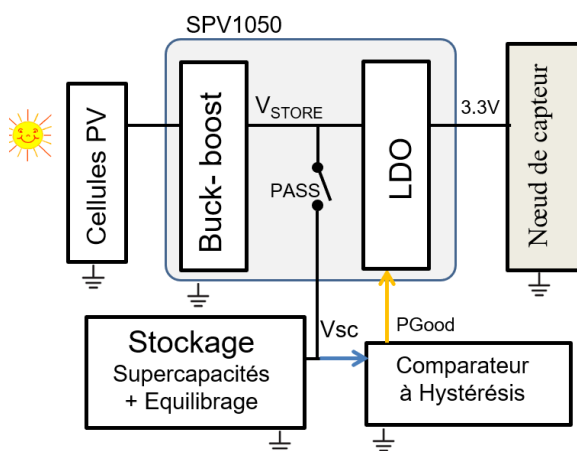 SPV1050
Cellules PV
Buck- boost
VSTORE
PASS
LDO
3.3V
Nœud de capteur
Vsc
PGood
Stockage
Supercapacités
+ Equilibrage
Comparateur
à Hystérésis